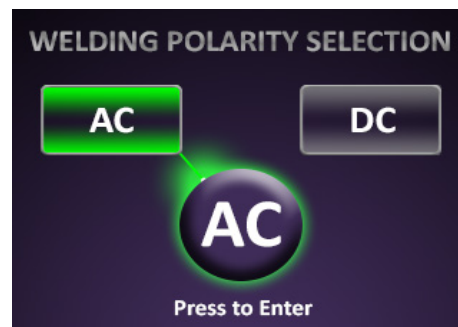 WELDING POLARITY SELECTION
AC DC
AC
Press to Enter